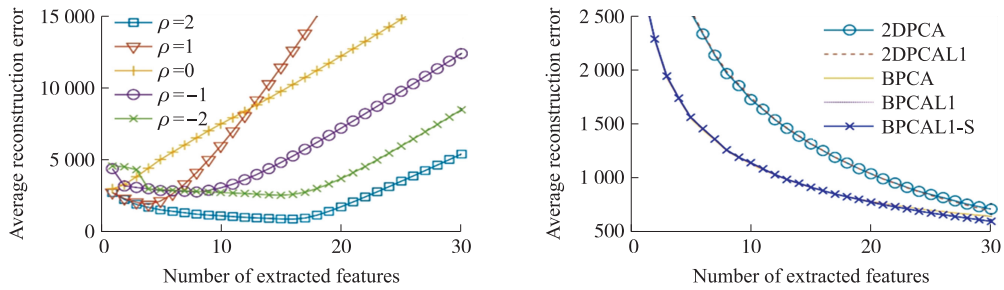 15 000
10 000
5 000
0
0
10
20
30
Average reconstruction error
Number of extracted features
ρ=2
ρ=1
ρ=0
ρ=−1
ρ=−2
2 500
2 000
1 500
1 000
500
0
10
20
30
Average reconstruction error
Number of extracted features
2DPCA
2DPCAL1
BPCA
BPCAL1
BPCAL1-S